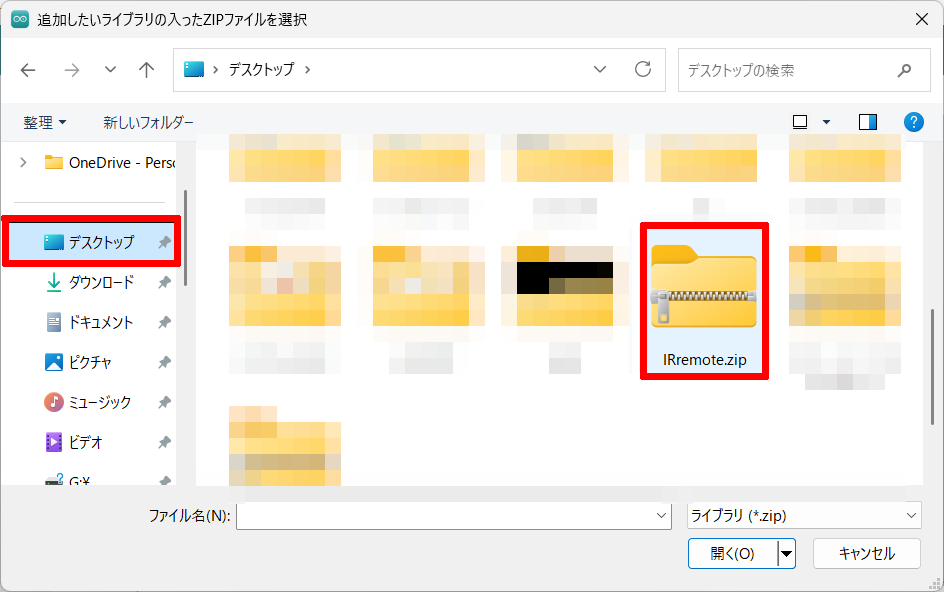 追加したいライブラリの入ったZIPファイルを選択
デスクトップ
デスクトップの検索
整理
新しいフォルダー
OneDrive - Perso
デスクトップ
ダウンロード
ドキュメント
ピクチャ
ミュージック
ビデオ
G:¥
IRremote.zip
ファイル名(N):
ライブラリ (*.zip)
開く(O)
キャンセル